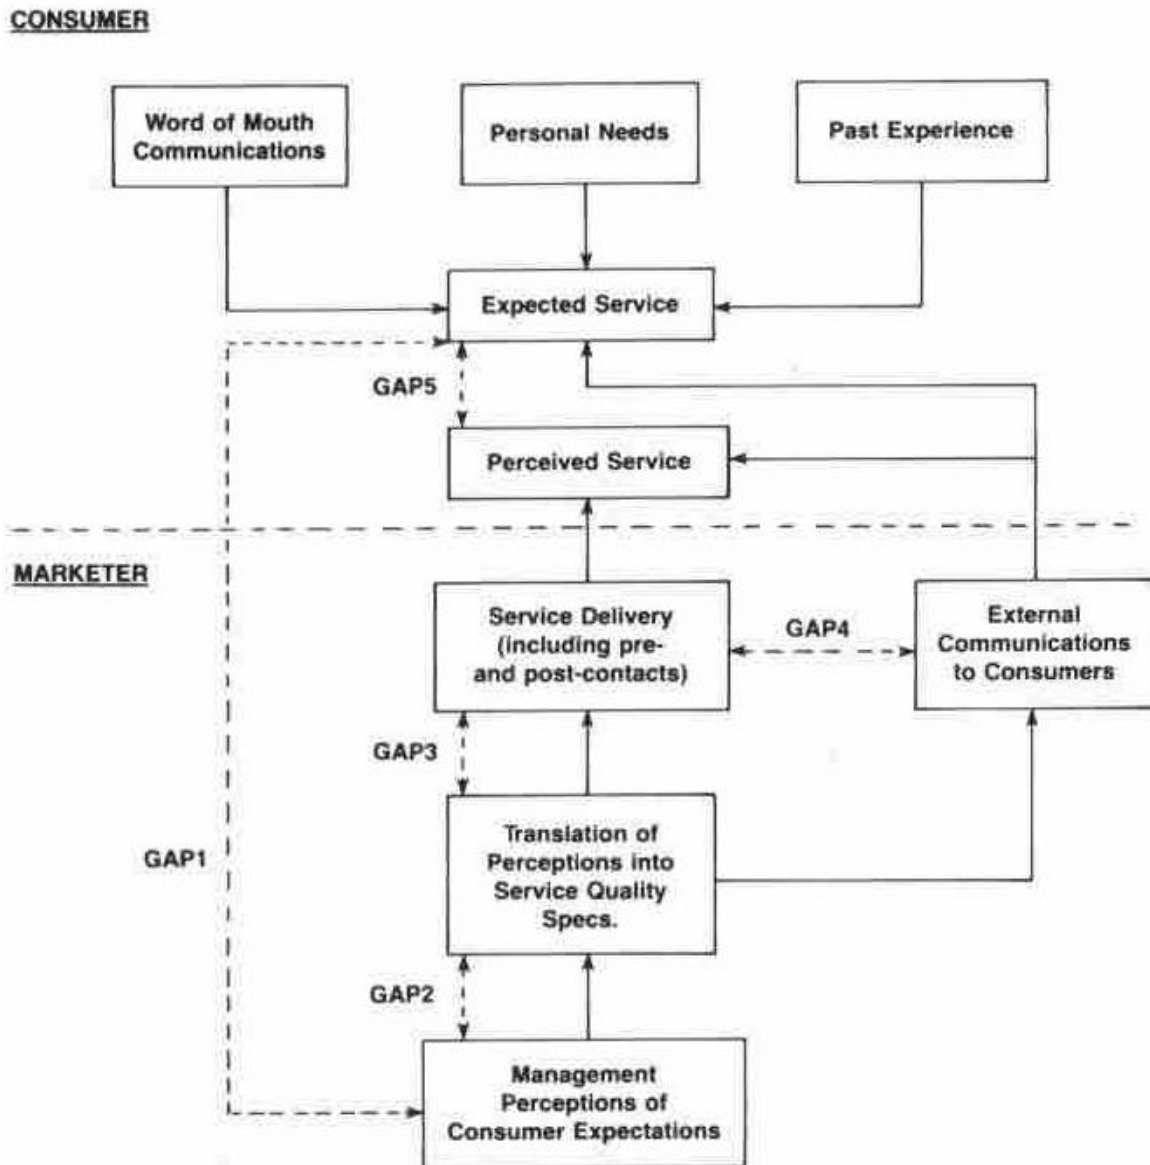 CONSUMER
Word of Mouth
Communications
Personal Needs
Past Experience
Expected Service
GAP5
Perceived Service
MARKETER
Service Delivery
(including pre-
and post-contacts)
GAP4
External
Communications
to Consumers
GAP3
Translation of
Perceptions into
Service Quality
Specs.
GAP1
GAP2
Management
Perceptions of
Consumer Expectations